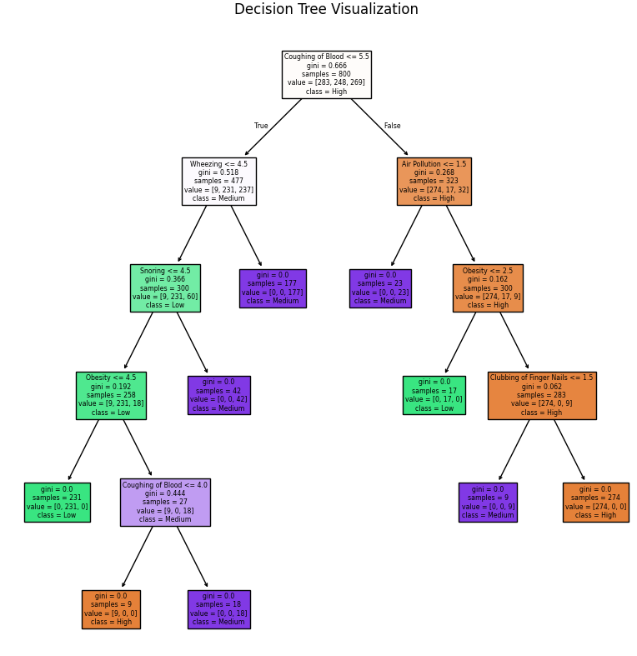 Decision Tree Visualization
Coughing of Blood <= 5.5
gini = 0.666
samples = 800
value = [283, 248, 269]
class = High
True
False
Wheezing <= 4.5
gini = 0.518
samples = 477
value = [9, 231, 237]
class = Medium
Air Pollution <= 1.5
gini = 0.268
samples = 323
value = [274, 17, 32]
class = High
Snoring <= 4.5
gini = 0.366
samples = 300
value = [9, 231, 60]
class = Low
gini = 0.0
samples = 177
value = [0, 0, 177]
class = Medium
gini = 0.0
samples = 23
value = [0, 0, 23]
class = Medium
Obesity <= 2.5
gini = 0.162
samples = 300
value = [274, 17, 9]
class = High
Obesity <= 4.5
gini = 0.192
samples = 258
value = [9, 231, 18]
class = Low
gini = 0.0
samples = 42
value = [0, 0, 42]
class = Medium
gini = 0.0
samples = 17
value = [0, 17, 0]
class = Low
Clubbing of Finger Nails <= 1.5
gini = 0.062
samples = 283
value = [274, 0, 9]
class = High
gini = 0.0
samples = 231
value = [0, 231, 0]
class = Low
Coughing of Blood <= 4.0
gini = 0.444
samples = 27
value = [9, 0, 18]
class = Medium
gini = 0.0
samples = 9
value = [0, 0, 9]
class = Medium
gini = 0.0
samples = 274
value = [274, 0, 0]
class = High
gini = 0.0
samples = 9
value = [9, 0, 0]
class = High
gini = 0.0
samples = 18
value = [0, 0, 18]
class = Medium